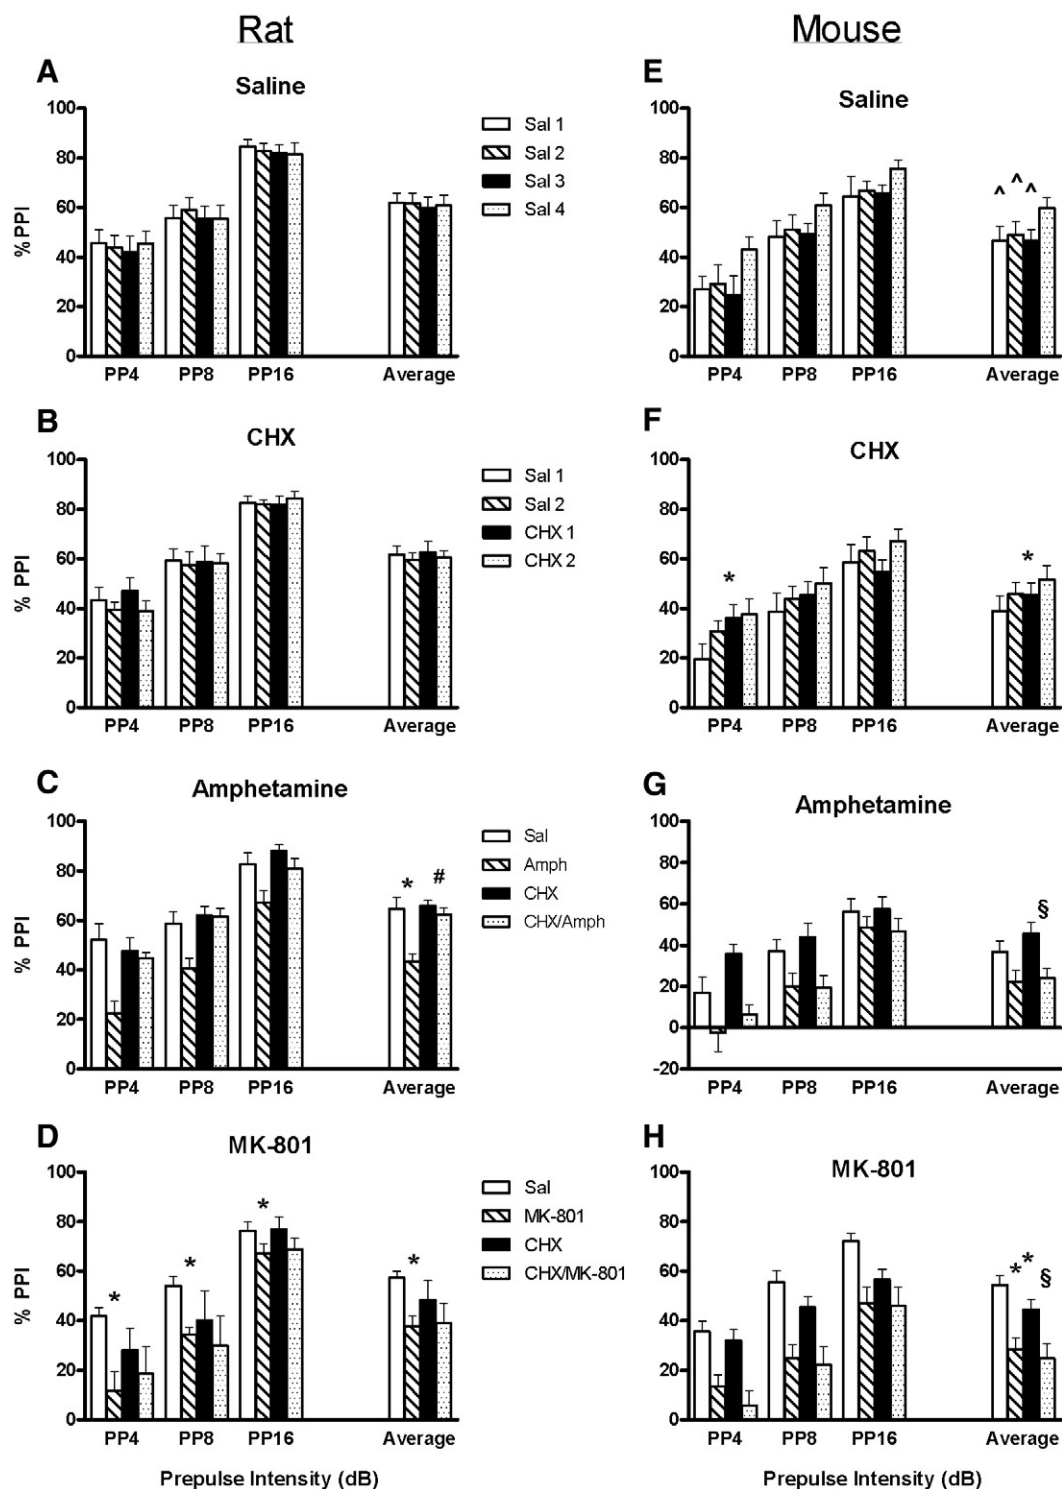 Rat
Mouse
A
Saline
100
80
60
40
20
0
% PPI
PP4 PP8 PP16 Average
Sal 1
Sal 2
Sal 3
Sal 4
E
Saline
100
80
60
40
20
0
^ ^ ^
PP4 PP8 PP16 Average
B
CHX
100
80
60
40
20
0
% PPI
PP4 PP8 PP16 Average
Sal 1
Sal 2
CHX 1
CHX 2
F
CHX
100
80
60
40
20
0
* *
PP4 PP8 PP16 Average
C
Amphetamine
100
80
60
40
20
0
% PPI
* #
PP4 PP8 PP16 Average
Sal
Amph
CHX
CHX/Amph
G
Amphetamine
100
80
60
40
20
0
-20
§
PP4 PP8 PP16 Average
D
MK-801
100
80
60
40
20
0
% PPI
* * * *
PP4 PP8 PP16 Average
Prepulse Intensity (dB)
Sal
MK-801
CHX
CHX/MK-801
H
MK-801
100
80
60
40
20
0
* * §
PP4 PP8 PP16 Average
Prepulse Intensity (dB)